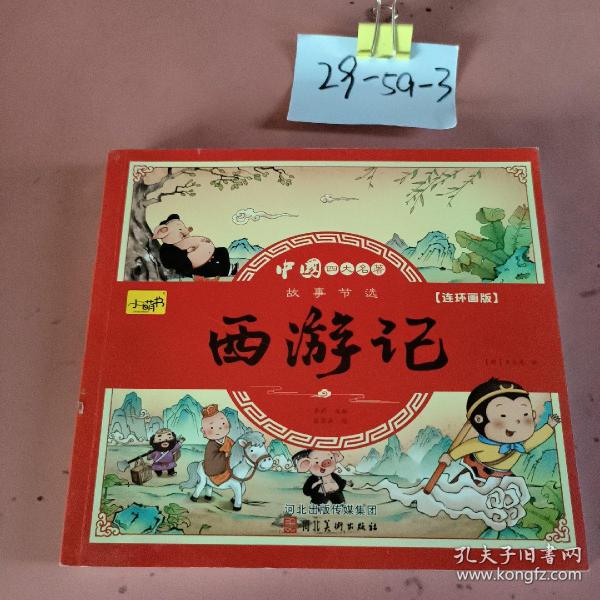 29-5a-3
中國四大名著
故事节选
【连环画版】
小萌书
西游记
河北出版传媒集团
河北美术出版社
孔夫子旧书网
www.kongfz.com